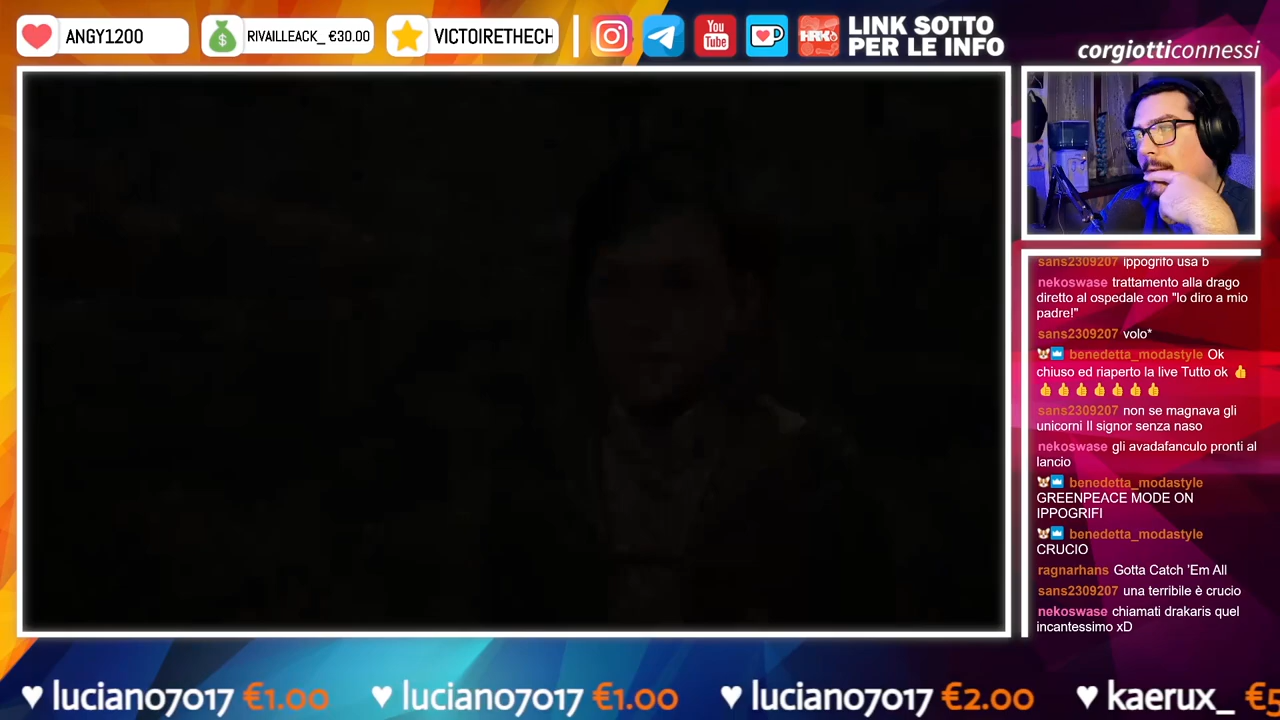 ANGY1200
RIVAILLEACK_ €30.00
VICTOIRETHECH
You
Tube
HRK
LINK SOTTO
PER LE INFO
corgiotticonnessi
sans2309207 ippogrifo usa b
nekoswase trattamento alla drago
diretto al ospedale con "lo diro a mio
padre!"
sans2309207 volo*
benedetta_modastyle Ok
chiuso ed riaperto la live Tutto ok 👍
👍👍👍👍👍👍👍
sans2309207 non se magnava gli
unicorni Il signor senza naso
nekoswase gli avadafanculo pronti al
lancio
benedetta_modastyle
GREENPEACE MODE ON
IPPOGRIFI
benedetta_modastyle
CRUCIO
ragnarhans Gotta Catch 'Em All
sans2309207 una terribile è crucio
nekoswase chiamati drakaris quel
incantessimo xD
♥ luciano7017 €1.00 ♥ luciano7017 €1.00 ♥ luciano7017 €2.00 ♥ kaerux_ €5